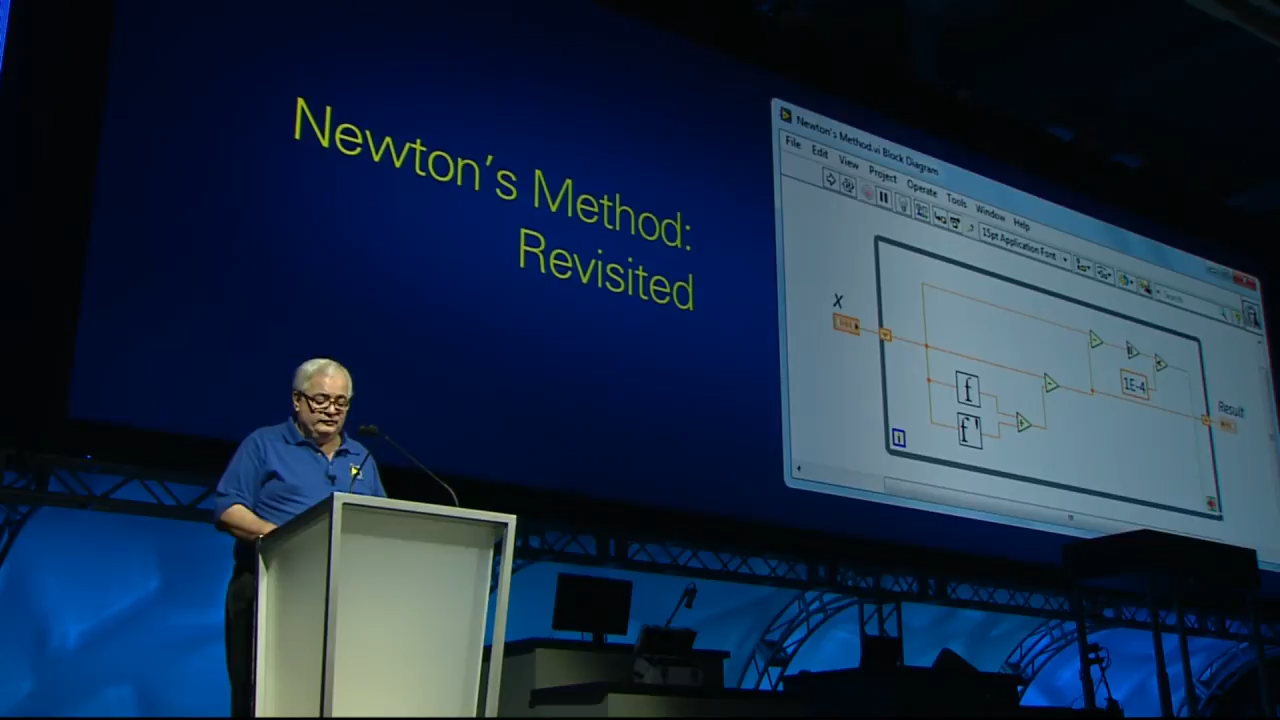 Newton's Method:
Revisited
Newton's Method.vi Block Diagram
File Edit View Project Operate Tools Window Help
15pt Application Font
Search
X
f
f'
1E-4
i
Result